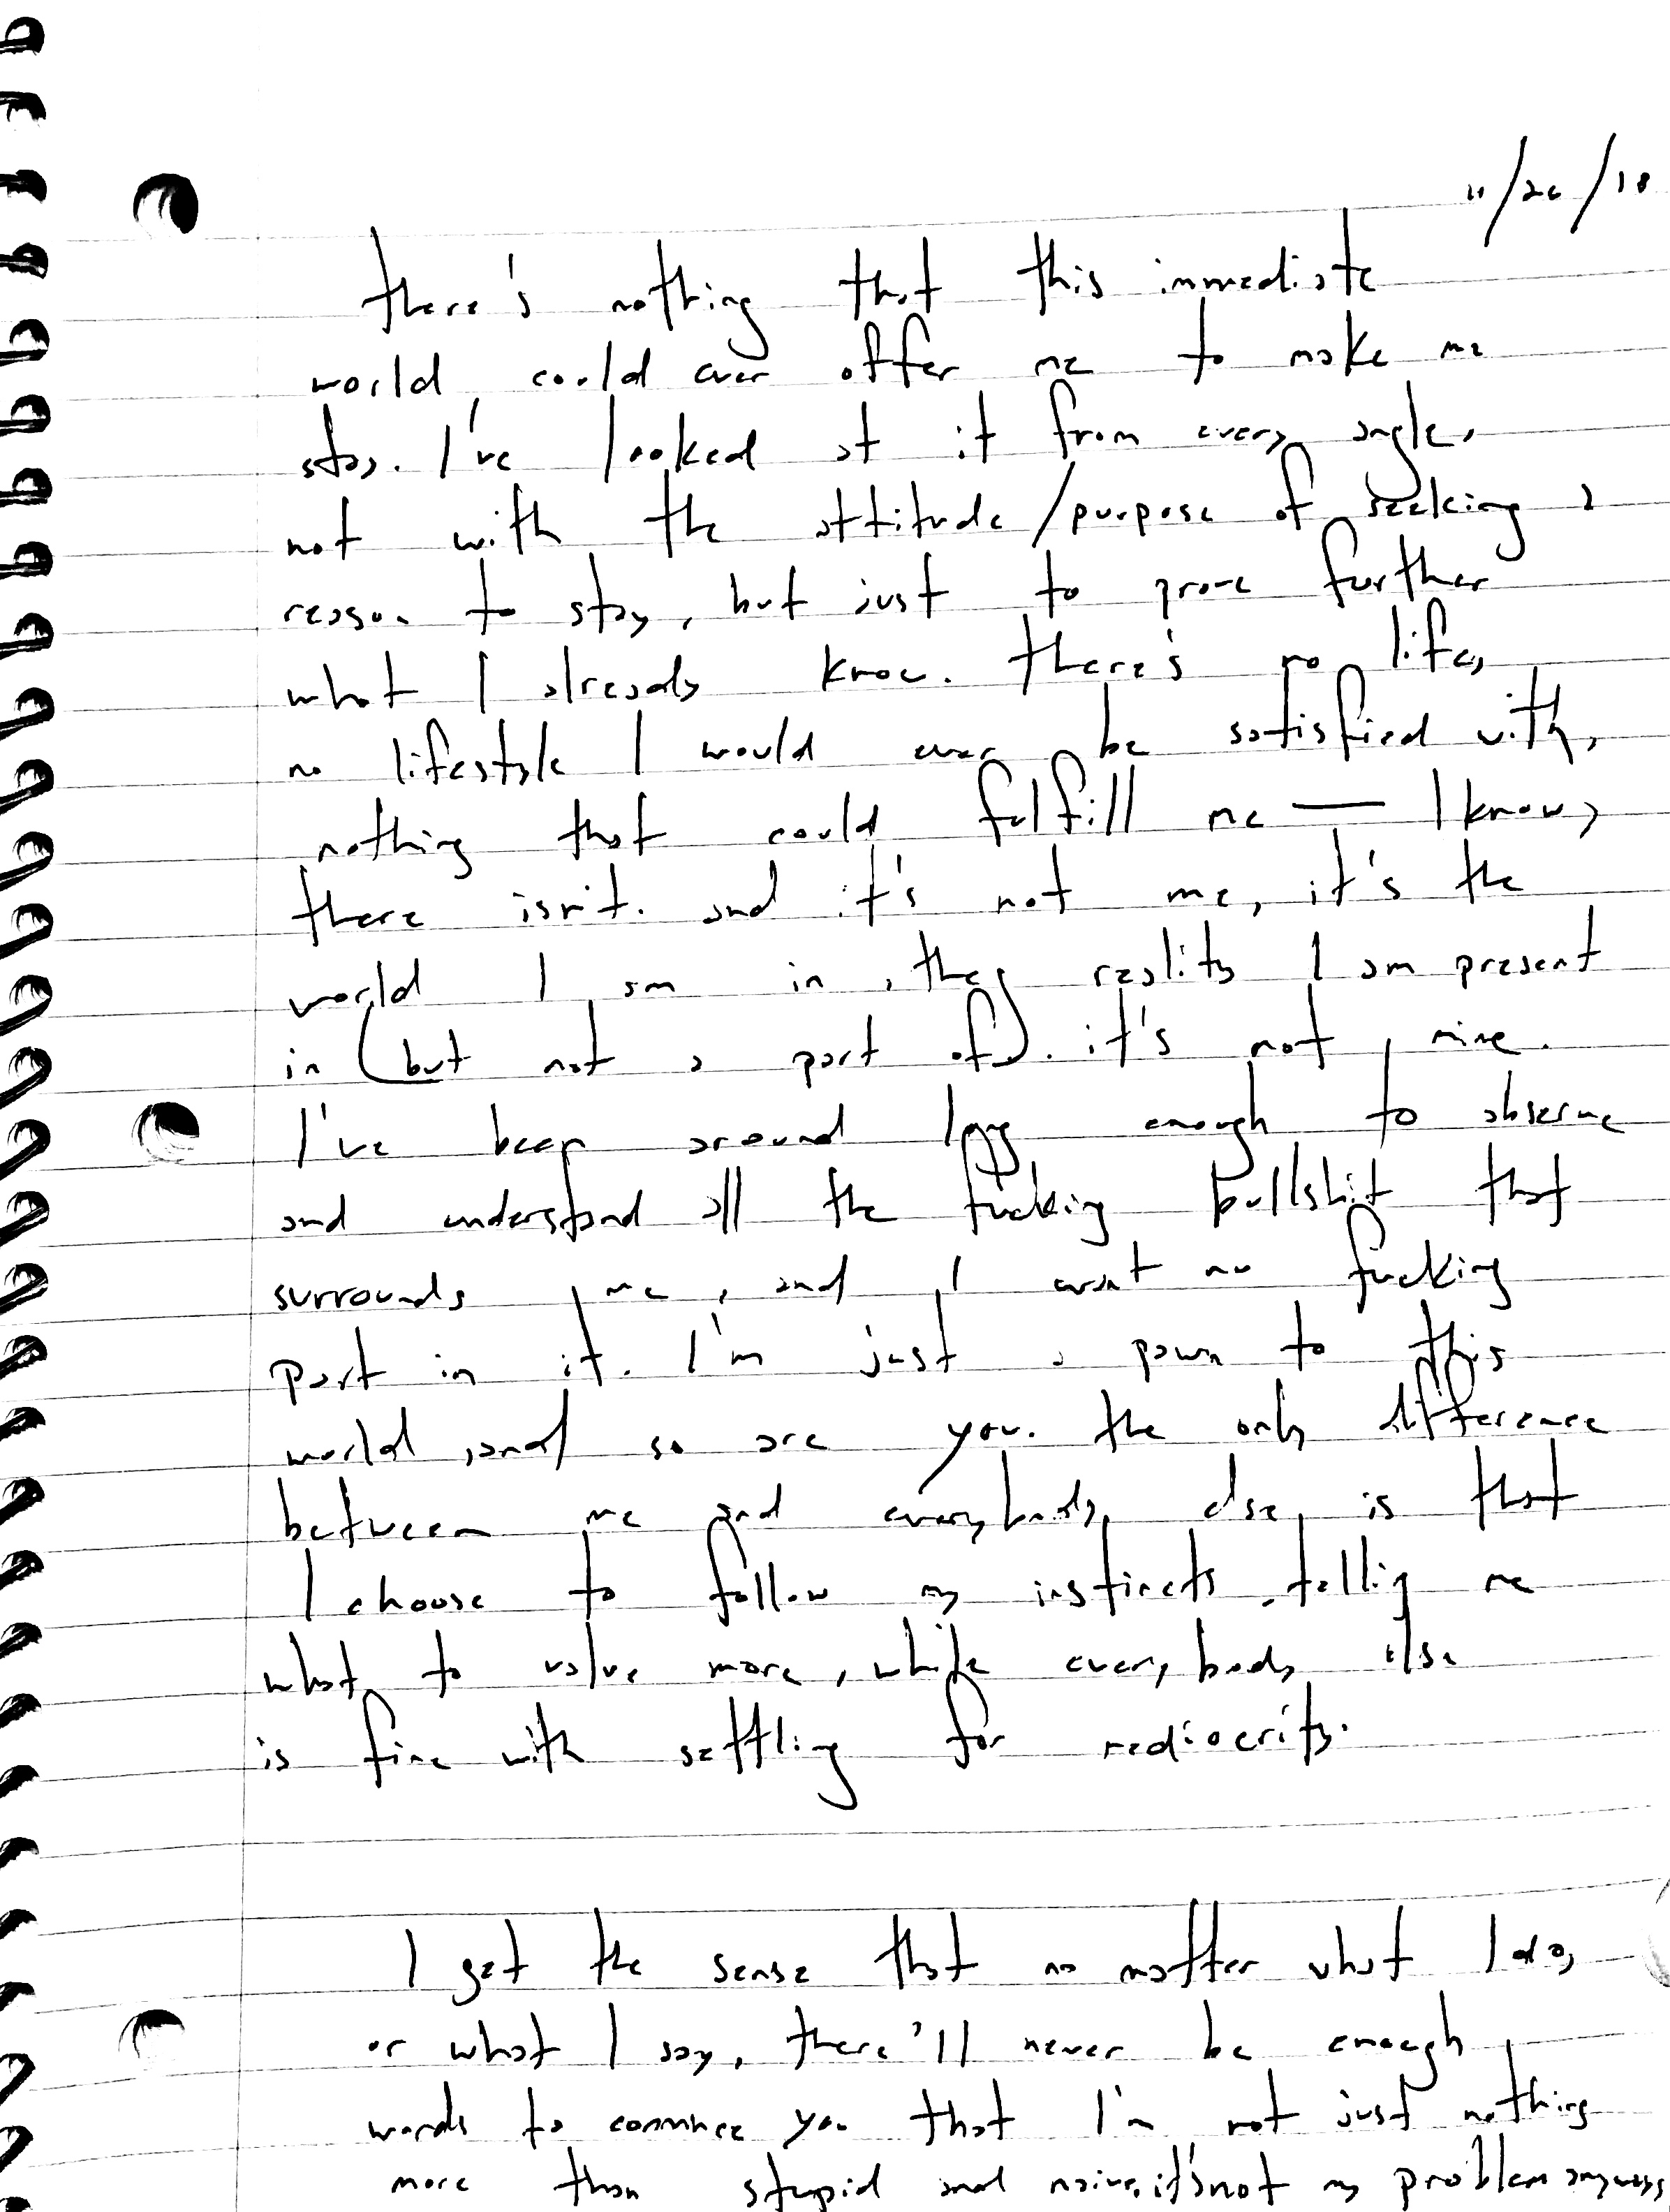 11/26/18
there's nothing that this immediate
world could ever offer me to make me
stay. I've looked at it from every angle,
not with the attitude/purpose of seeking a
reason to stay, but just to prove further
what I already know. there's no life,
no lifestyle I would ever be satisfied with,
nothing that could fulfill me — I know,
there isn't. and it's not me, it's the
world I am in, the reality I am present
in (but not a part of). it's not mine.
I've been around long enough to observe
and understand all the fucking bullshit that
surrounds me, and I want no fucking
part in it. I'm just a pawn to this
world, and so are you. the only difference
between me and everybody else is that
I choose to follow my instincts, telling me
what to value more, while everybody else
is fine with settling for mediocrity.
I get the sense that no matter what I do,
or what I say, there'll never be enough
words to convince you that I'm not just nothing
more than stupid and naive, it's not my problem anyways